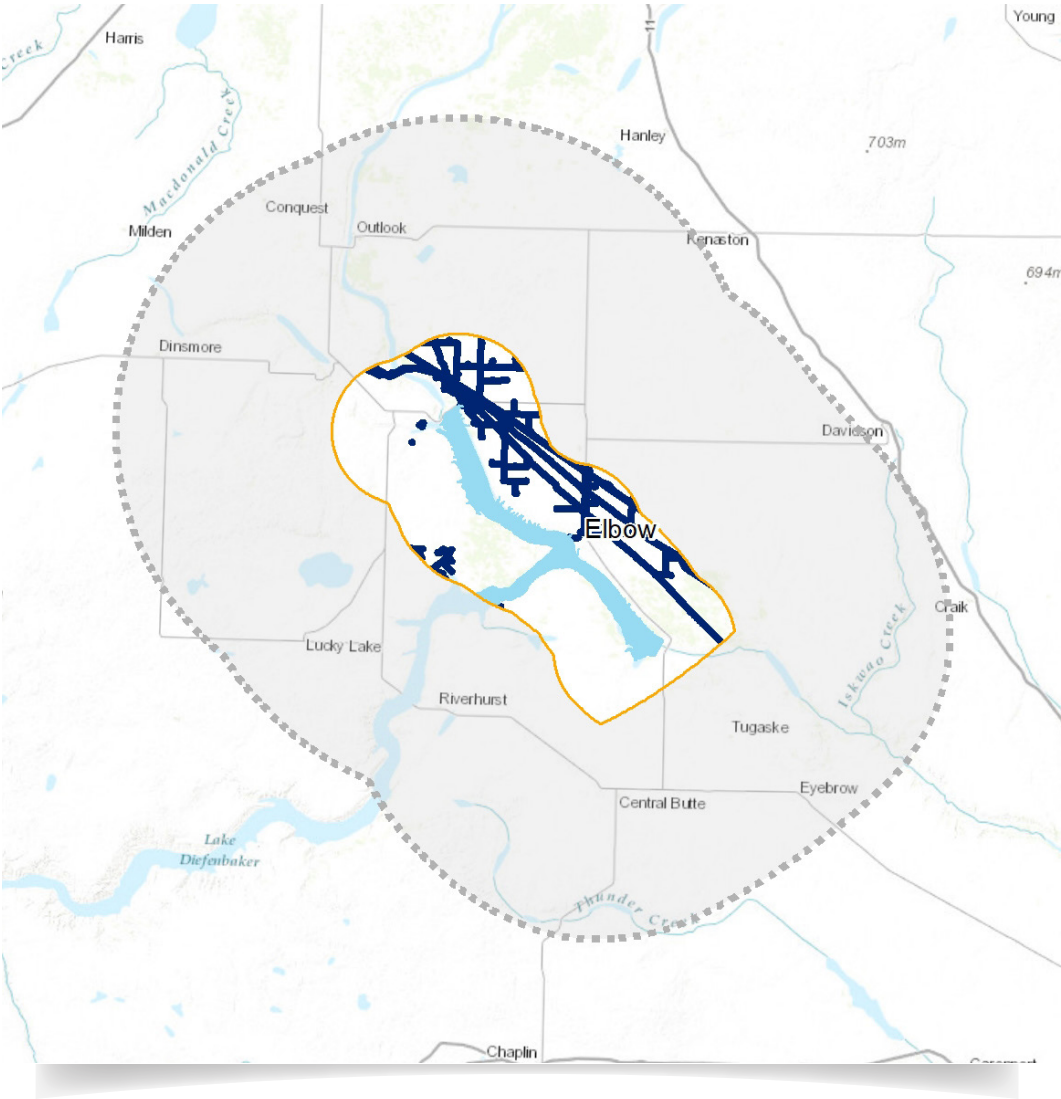 Young
Harris
11
Creek
Hanley
703m
Macdonald Creek
Conquest
Outlook
Milden
Kenaston
694m
Dinsmore
Davidson
Elbow
Craik
Iskwao Creek
Lucky Lake
Riverhurst
Tugaske
Eyebrow
Central Butte
Lake
Diefenbaker
Thunder Creek
Chaplin